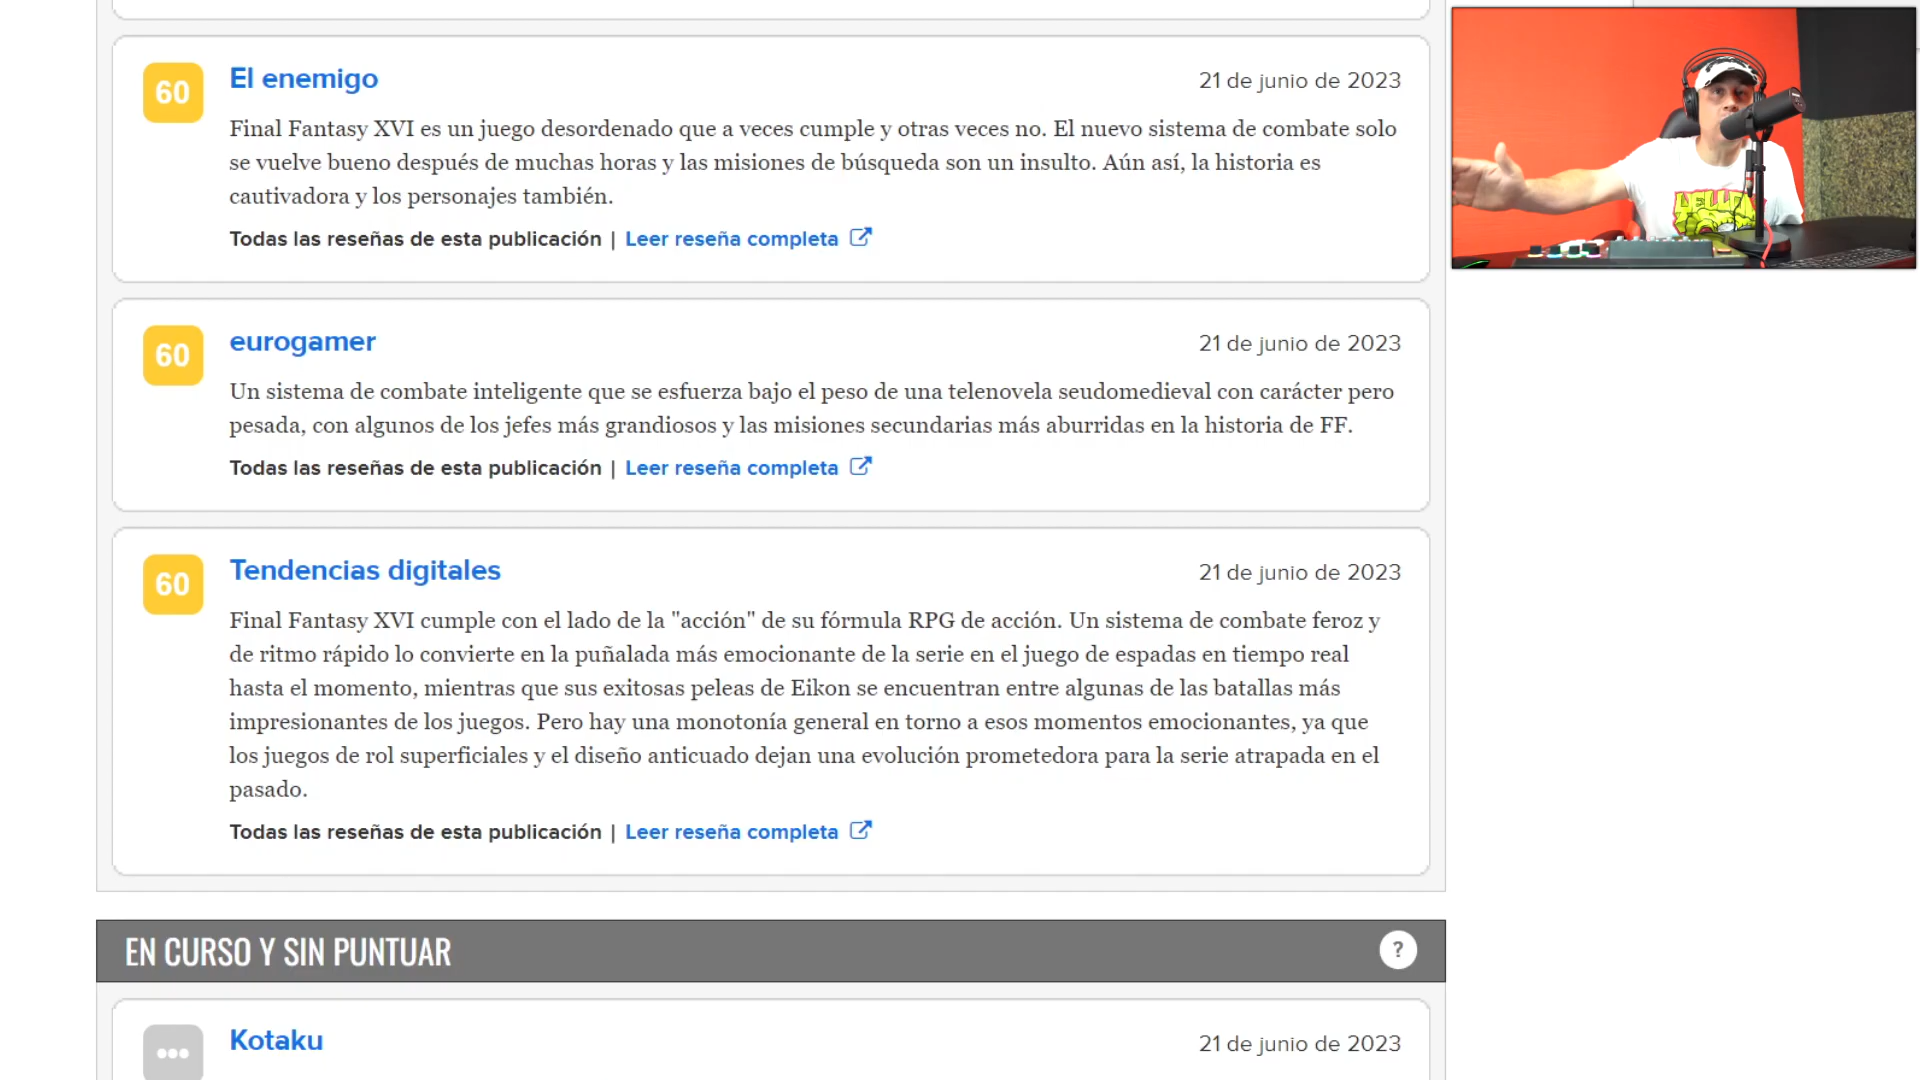 60
El enemigo
21 de junio de 2023
Final Fantasy XVI es un juego desordenado que a veces cumple y otras veces no. El nuevo sistema de combate solo
se vuelve bueno después de muchas horas y las misiones de búsqueda son un insulto. Aún así, la historia es
cautivadora y los personajes también.
Todas las reseñas de esta publicación | Leer reseña completa
60
eurogamer
21 de junio de 2023
Un sistema de combate inteligente que se esfuerza bajo el peso de una telenovela seudomedieval con carácter pero
pesada, con algunos de los jefes más grandiosos y las misiones secundarias más aburridas en la historia de FF.
Todas las reseñas de esta publicación | Leer reseña completa
60
Tendencias digitales
21 de junio de 2023
Final Fantasy XVI cumple con el lado de la "acción" de su fórmula RPG de acción. Un sistema de combate feroz y
de ritmo rápido lo convierte en la puñalada más emocionante de la serie en el juego de espadas en tiempo real
hasta el momento, mientras que sus exitosas peleas de Eikon se encuentran entre algunas de las batallas más
impresionantes de los juegos. Pero hay una monotonía general en torno a esos momentos emocionantes, ya que
los juegos de rol superficiales y el diseño anticuado dejan una evolución prometedora para la serie atrapada en el
pasado.
Todas las reseñas de esta publicación | Leer reseña completa
EN CURSO Y SIN PUNTUAR
?
Kotaku
21 de junio de 2023